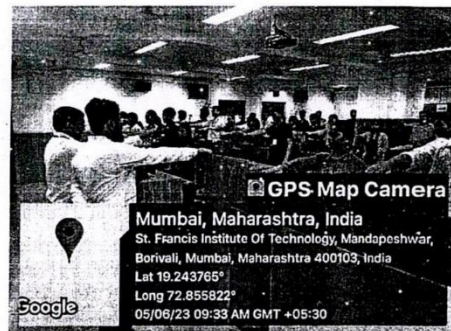 GPS Map Camera
Mumbai, Maharashtra, India
St. Francis Institute Of Technology, Mandapeshwar,
Borivali, Mumbai, Maharashtra 400103, India
Lat 19.243765°
Long 72.855822°
05/06/23 09:33 AM GMT +05:30
Google